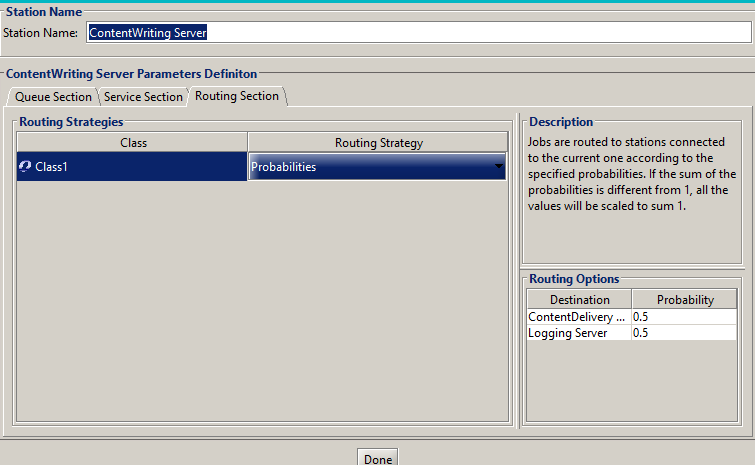 Station Name
Station Name: ContentWriting Server
ContentWriting Server Parameters Definiton
Queue Section Service Section Routing Section
Routing Strategies
Class Routing Strategy
Class1 Probabilities
Description
Jobs are routed to stations connected
to the current one according to the
specified probabilities. If the sum of the
probabilities is different from 1, all the
values will be scaled to sum 1.
Routing Options
Destination Probability
ContentDelivery ... 0.5
Logging Server 0.5
Done